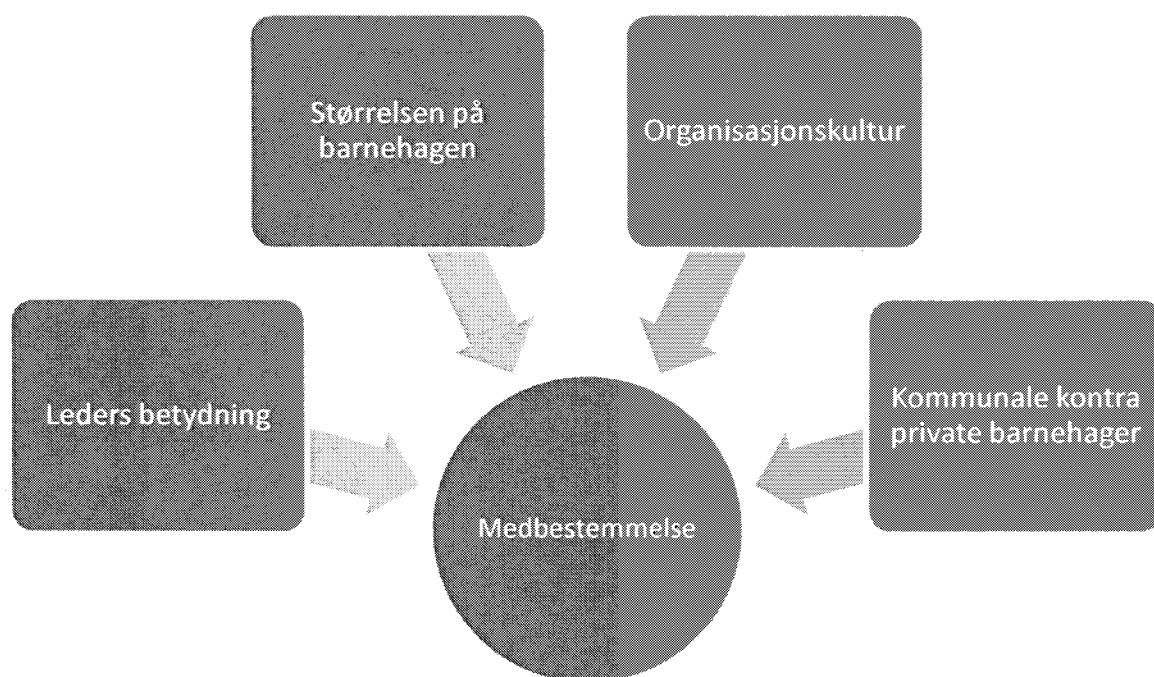 Størrelsen på
barnehagen
Organisasjonskultur
Leders betydning
Kommunale kontra
private barnehager
Medbestemmelse